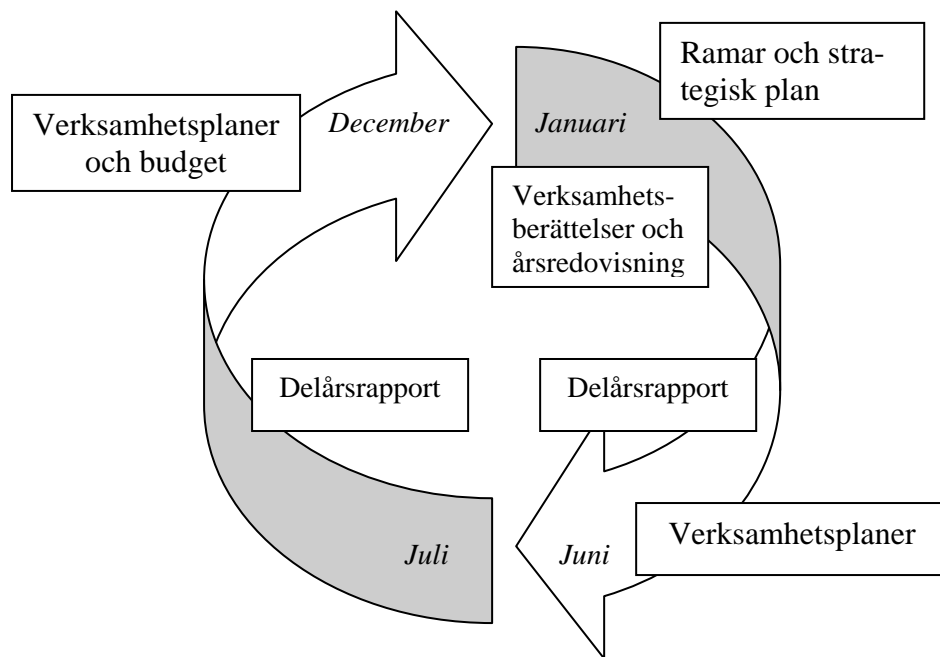 Ramar och stra-
tegisk plan
Verksamhetsplaner
och budget
December
Januari
Verksamhets-
berättelser och
årsredovisning
Delårsrapport
Delårsrapport
Verksamhetsplaner
Juli
Juni